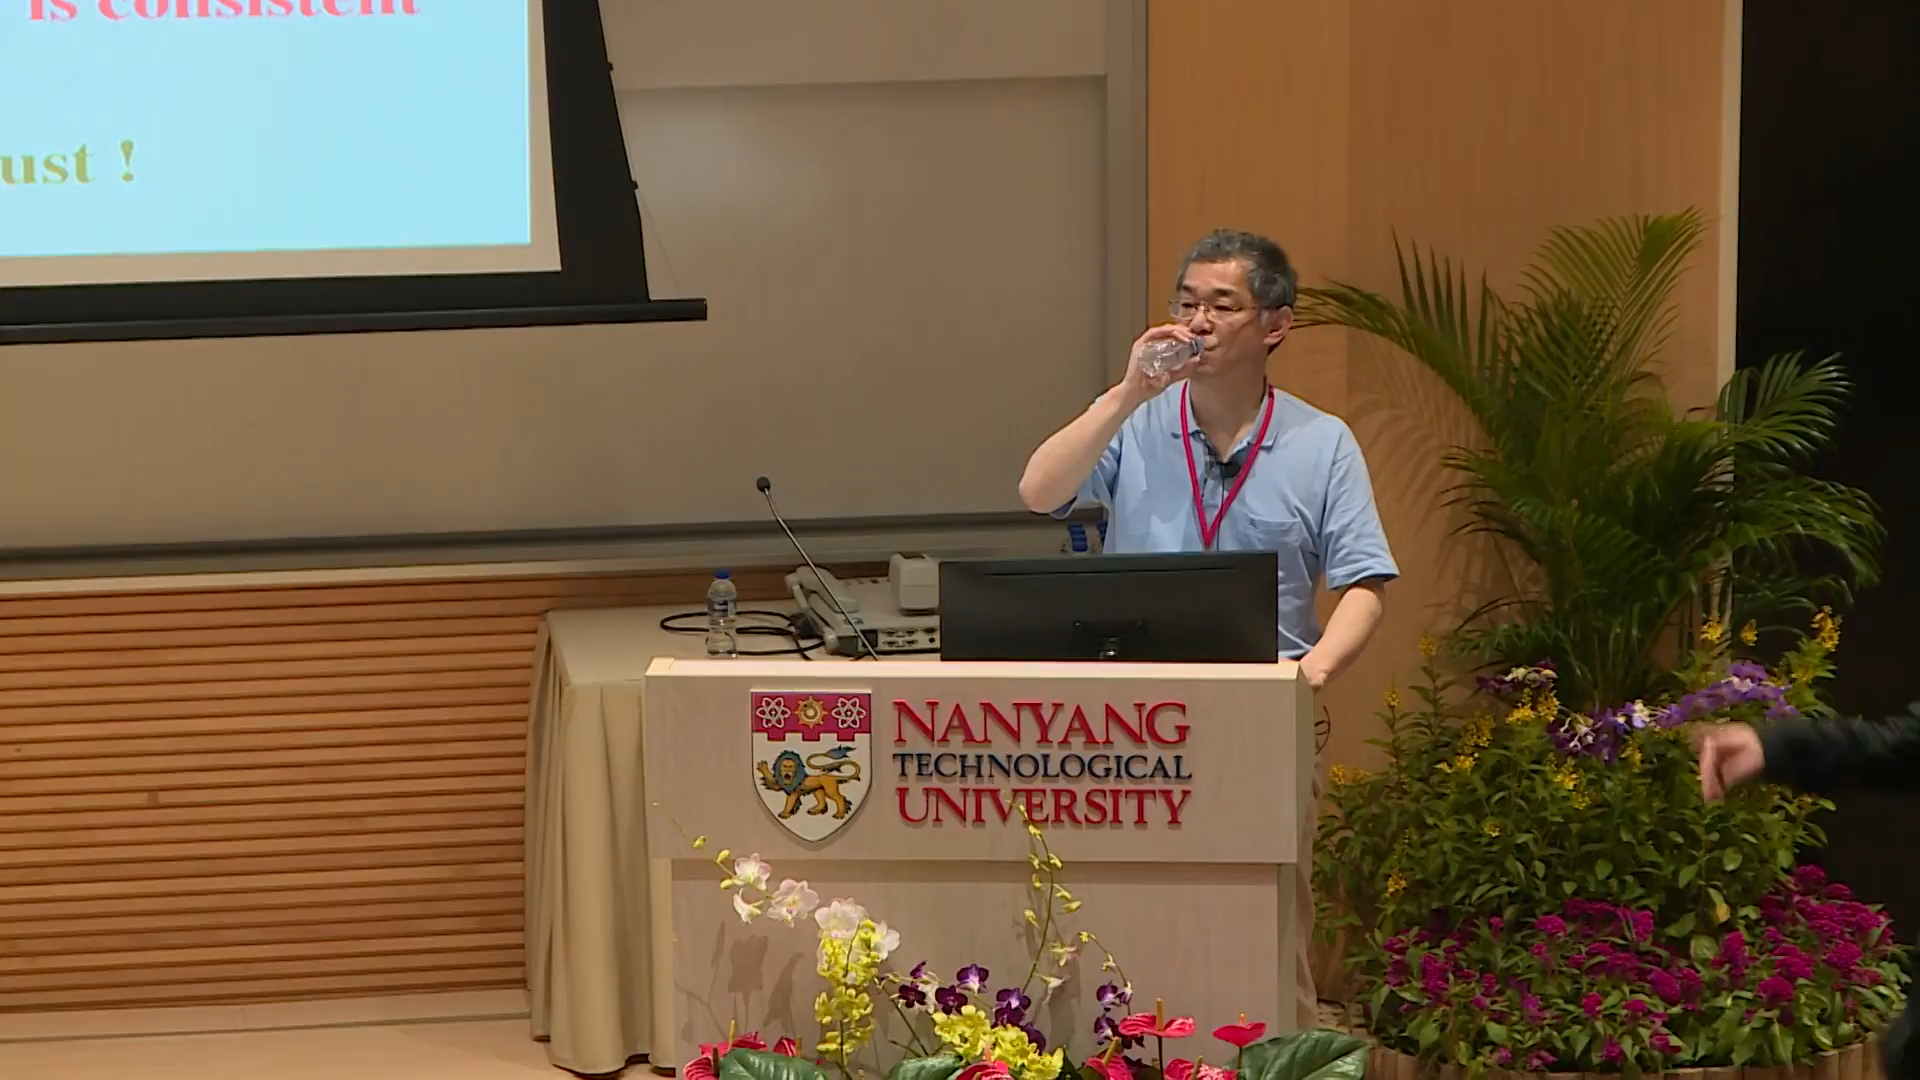 is consistent
ust !
NANYANG
TECHNOLOGICAL
UNIVERSITY